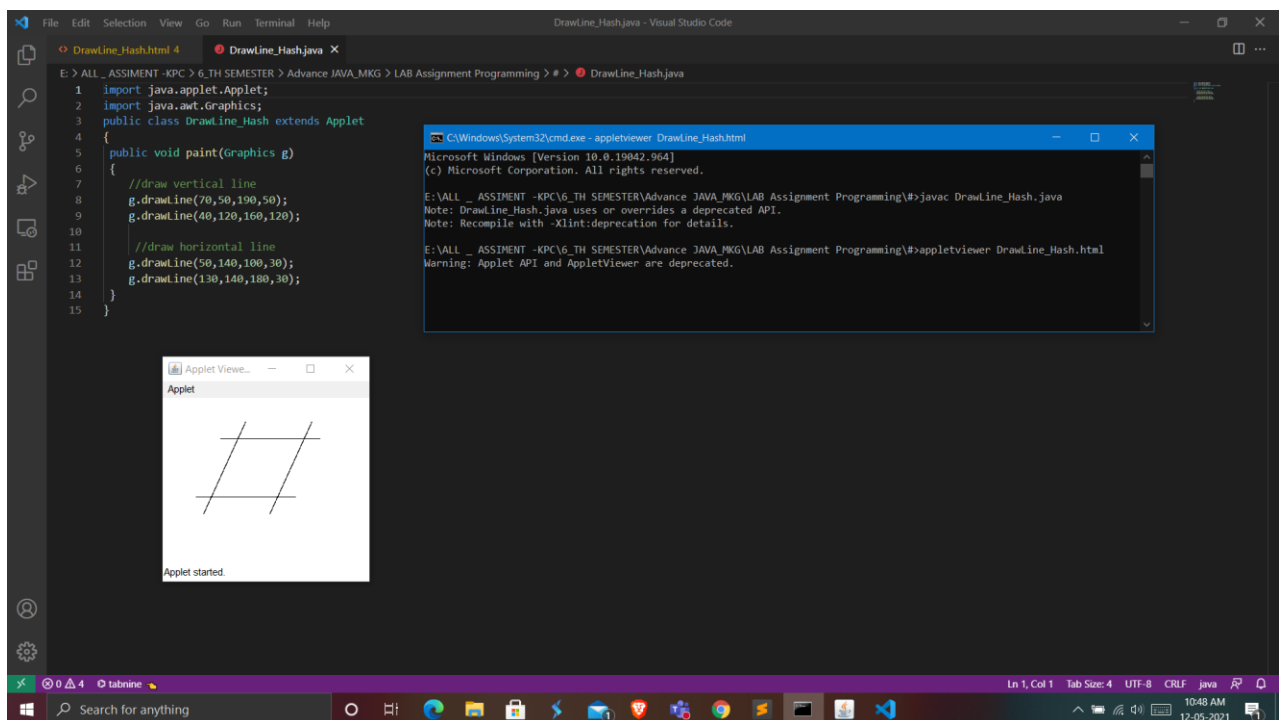 File Edit Selection View Go Run Terminal Help
DrawLine_Hash.java - Visual Studio Code
DrawLine_Hash.html 4
DrawLine_Hash.java
E: > ALL _ ASSIMENT -KPC > 6_TH SEMESTER > Advance JAVA_MKG > LAB Assignment Programming > # > DrawLine_Hash.java
1 import java.applet.Applet;
2 import java.awt.Graphics;
3 public class DrawLine_Hash extends Applet
4 {
5 public void paint(Graphics g)
6 {
7 //draw vertical line
8 g.drawLine(70,50,190,50);
9 g.drawLine(40,120,160,120);
10
11 //draw horizontal line
12 g.drawLine(50,140,100,30);
13 g.drawLine(130,140,180,30);
14 }
15 }
C:\Windows\System32\cmd.exe - appletviewer DrawLine_Hash.html
Microsoft Windows [Version 10.0.19042.964]
(c) Microsoft Corporation. All rights reserved.
E:\ALL _ ASSIMENT -KPC\6_TH SEMESTER\Advance JAVA_MKG\LAB Assignment Programming\#>javac DrawLine_Hash.java
Note: DrawLine_Hash.java uses or overrides a deprecated API.
Note: Recompile with -Xlint:deprecation for details.
E:\ALL _ ASSIMENT -KPC\6_TH SEMESTER\Advance JAVA_MKG\LAB Assignment Programming\#>appletviewer DrawLine_Hash.html
Warning: Applet API and AppletViewer are deprecated.
Applet Viewe...
Applet
Applet started.
0 4 tabnine
Ln 1, Col 1 Tab Size: 4 UTF-8 CRLF java
Search for anything
10:48 AM
12-05-2021